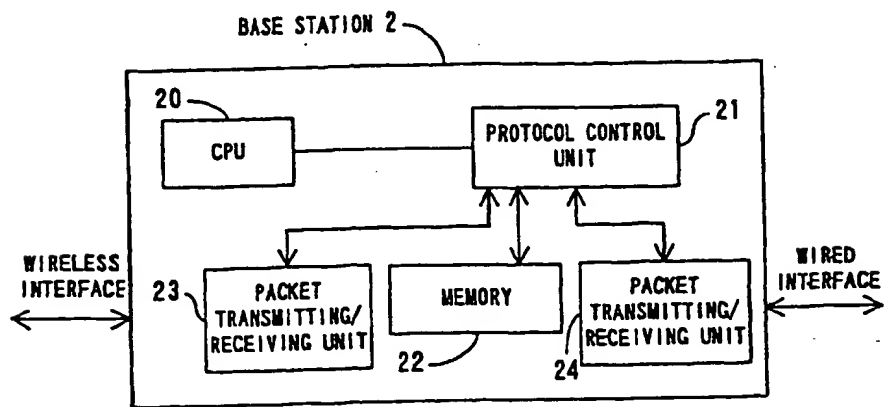 BASE STATION 2
20
CPU
PROTOCOL CONTROL
UNIT
21
WIRELESS
INTERFACE
23
PACKET
TRANSMITTING/
RECEIVING UNIT
MEMORY
22
PACKET
TRANSMITTING/
RECEIVING UNIT
24
WIRED
INTERFACE